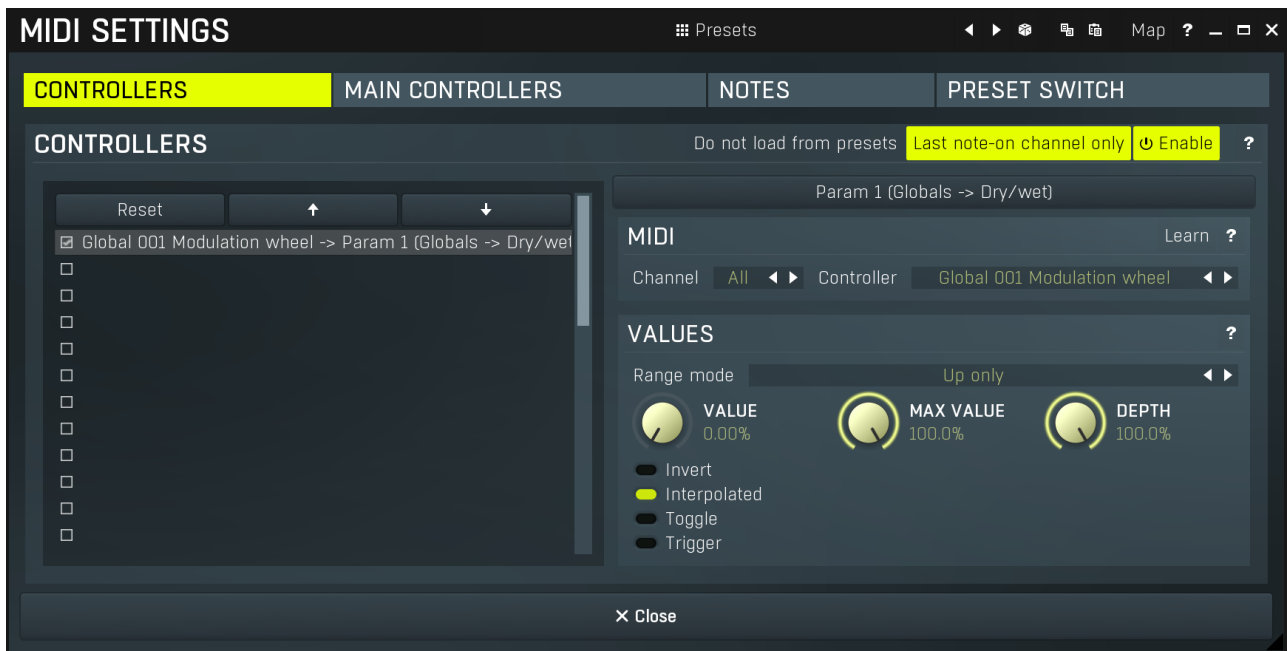 MIDI SETTINGS
Presets
Map ?
CONTROLLERS
MAIN CONTROLLERS
NOTES
PRESET SWITCH
CONTROLLERS
Do not load from presets
Last note-on channel only
Enable
?
Reset
Global 001 Modulation wheel -> Param 1 (Globals -> Dry/wet
Param 1 (Globals -> Dry/wet)
MIDI
Learn ?
Channel All
Controller Global 001 Modulation wheel
VALUES
?
Range mode Up only
VALUE
0.00%
MAX VALUE
100.0%
DEPTH
100.0%
Invert
Interpolated
Toggle
Trigger
Close